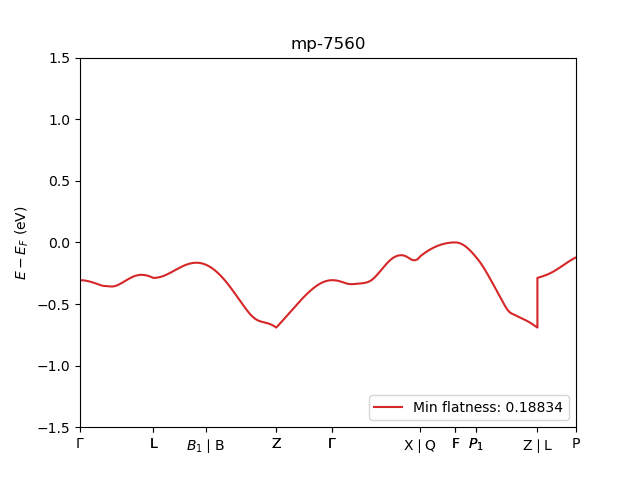 mp-7560
1.5
1.0
0.5
0.0
−0.5
−1.0
−1.5
E − E_F (eV)
Min flatness: 0.18834
Γ L B₁ | B Z Γ X | Q F P₁ Z | L P